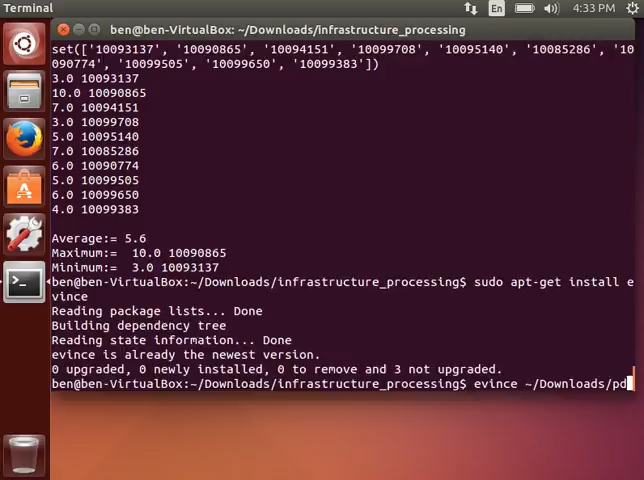 Terminal
En
4:33 PM
ben@ben-VirtualBox: ~/Downloads/infrastructure_processing
set(['10093137', '10090865', '10094151', '10099708', '10095140', '10085286', '10
090774', '10099505', '10099650', '10099383'])
3.0 10093137
10.0 10090865
7.0 10094151
3.0 10099708
5.0 10095140
7.0 10085286
6.0 10090774
5.0 10099505
6.0 10099650
4.0 10099383
Average:= 5.6
Maximum:=  10.0 10090865
Minimum:=  3.0 10093137
ben@ben-VirtualBox:~/Downloads/infrastructure_processing$ sudo apt-get install e
vince
Reading package lists... Done
Building dependency tree
Reading state information... Done
evince is already the newest version.
0 upgraded, 0 newly installed, 0 to remove and 3 not upgraded.
ben@ben-VirtualBox:~/Downloads/infrastructure_processing$ evince ~/Downloads/pd